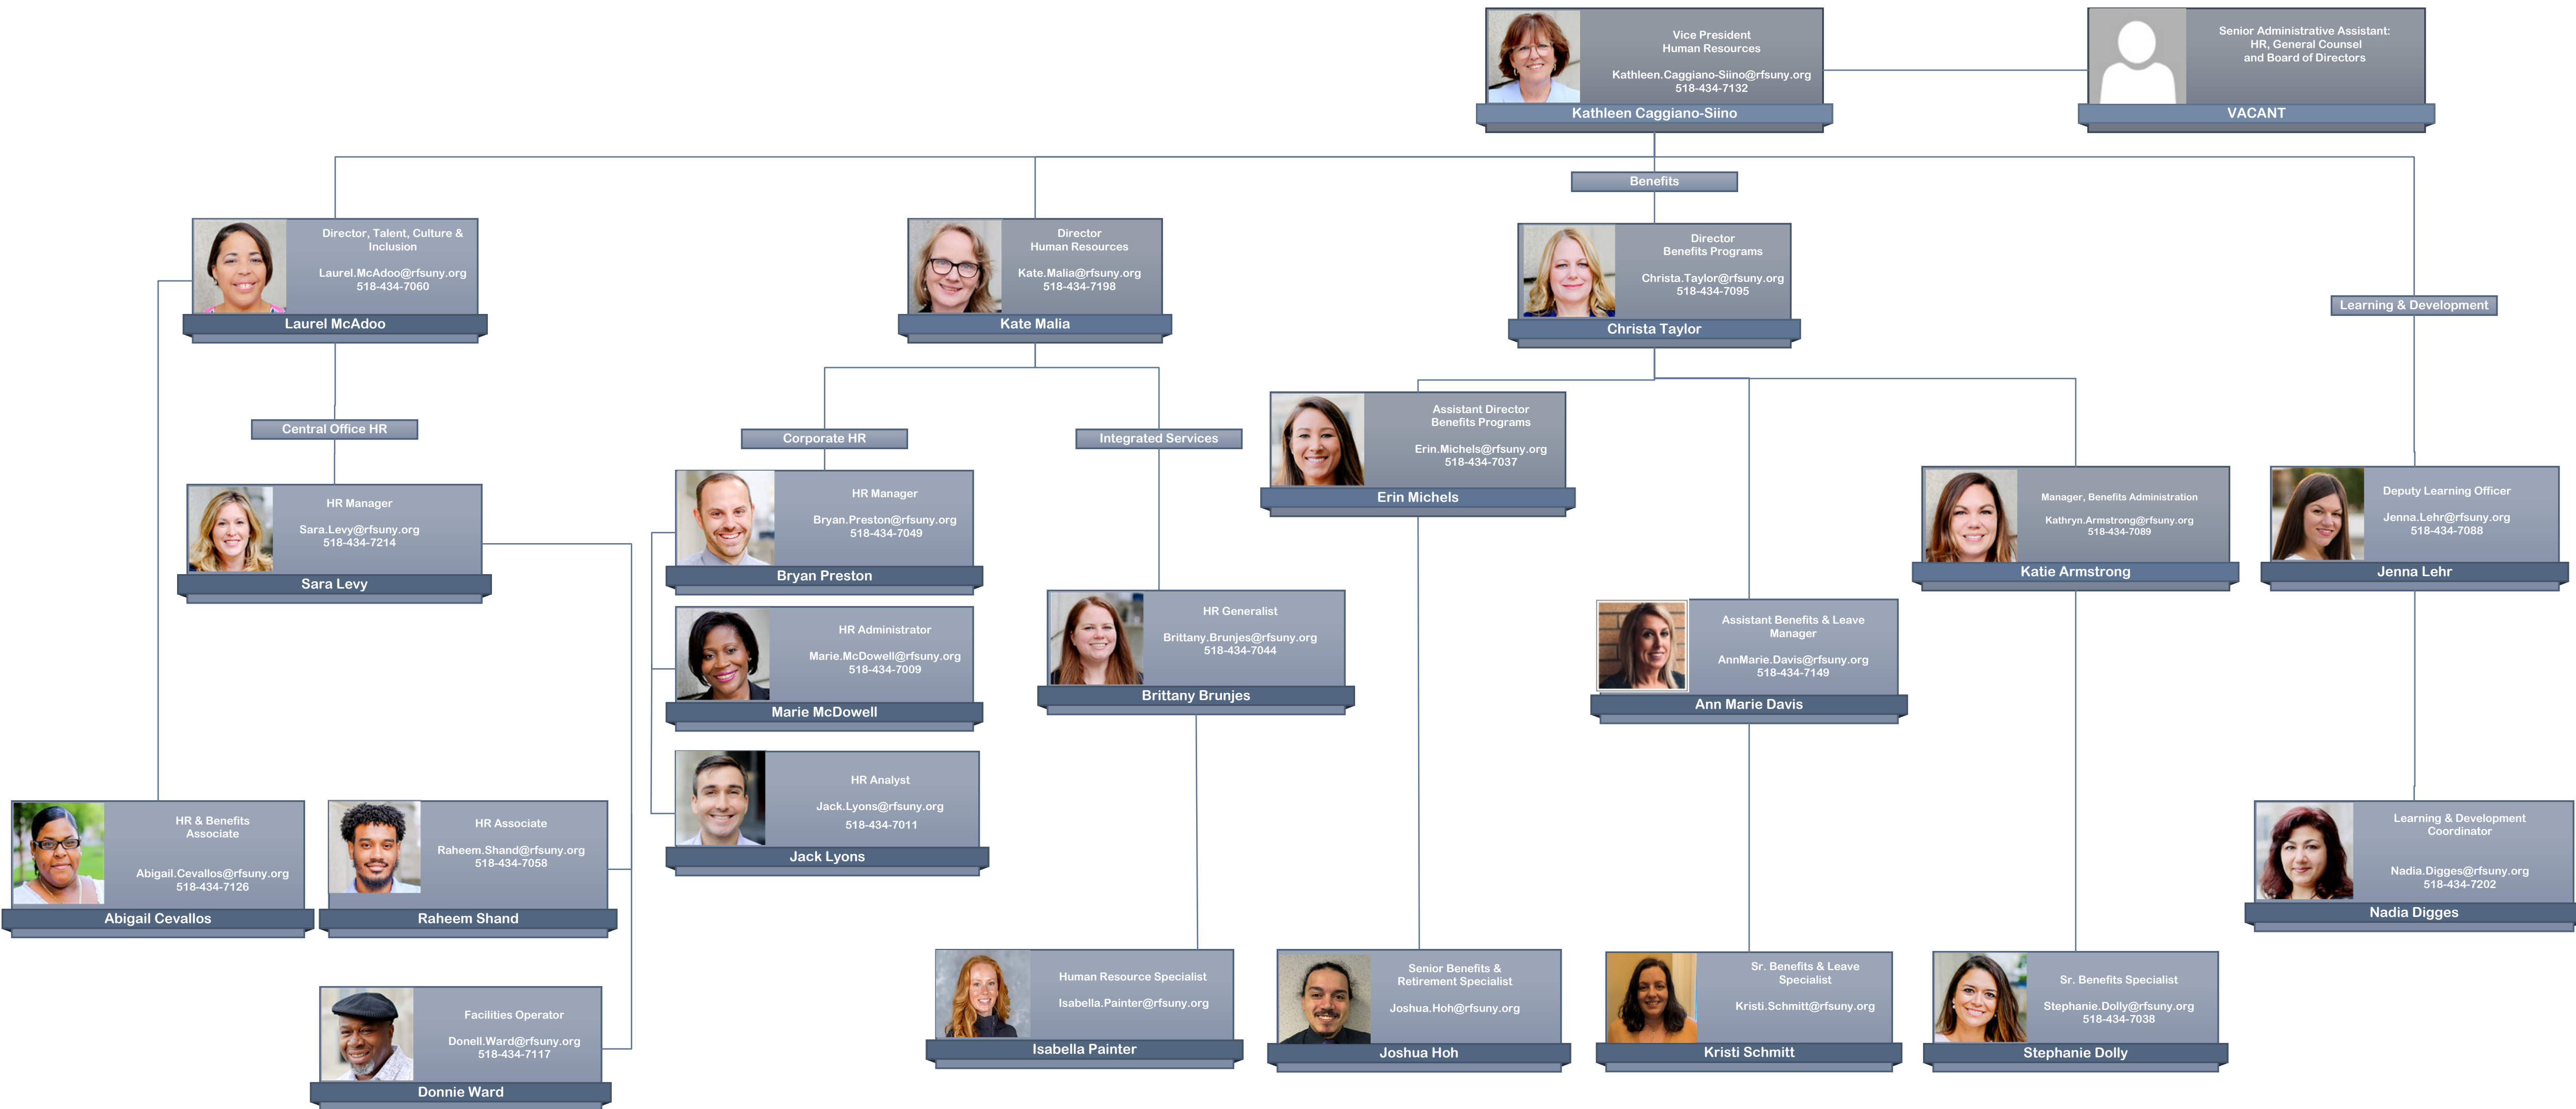 Vice President
Human Resources
Kathleen.Caggiano-Siino@rfsuny.org
518-434-7132
Kathleen Caggiano-Siino
Senior Administrative Assistant:
HR, General Counsel
and Board of Directors
VACANT
Benefits
Director, Talent, Culture &
Inclusion
Laurel.McAdoo@rfsuny.org
518-434-7060
Laurel McAdoo
Director
Human Resources
Kate.Malia@rfsuny.org
518-434-7198
Kate Malia
Director
Benefits Programs
Christa.Taylor@rfsuny.org
518-434-7095
Christa Taylor
Learning & Development
Central Office HR
Corporate HR
Integrated Services
Assistant Director
Benefits Programs
Erin.Michels@rfsuny.org
518-434-7037
Erin Michels
HR Manager
Sara.Levy@rfsuny.org
518-434-7214
Sara Levy
HR Manager
Bryan.Preston@rfsuny.org
518-434-7049
Bryan Preston
Manager, Benefits Administration
Kathryn.Armstrong@rfsuny.org
518-434-7089
Katie Armstrong
Deputy Learning Officer
Jenna.Lehr@rfsuny.org
518-434-7088
Jenna Lehr
HR Administrator
Marie.McDowell@rfsuny.org
518-434-7009
Marie McDowell
HR Generalist
Brittany.Brunjes@rfsuny.org
518-434-7044
Brittany Brunjes
Assistant Benefits & Leave
Manager
AnnMarie.Davis@rfsuny.org
518-434-7149
Ann Marie Davis
HR Analyst
Jack.Lyons@rfsuny.org
518-434-7011
Jack Lyons
HR & Benefits
Associate
Abigail.Cevallos@rfsuny.org
518-434-7126
Abigail Cevallos
HR Associate
Raheem.Shand@rfsuny.org
518-434-7058
Raheem Shand
Learning & Development
Coordinator
Nadia.Digges@rfsuny.org
518-434-7202
Nadia Digges
Facilities Operator
Donell.Ward@rfsuny.org
518-434-7117
Donnie Ward
Human Resource Specialist
Isabella.Painter@rfsuny.org
Isabella Painter
Senior Benefits &
Retirement Specialist
Joshua.Hoh@rfsuny.org
Joshua Hoh
Sr. Benefits & Leave
Specialist
Kristi.Schmitt@rfsuny.org
Kristi Schmitt
Sr. Benefits Specialist
Stephanie.Dolly@rfsuny.org
518-434-7038
Stephanie Dolly